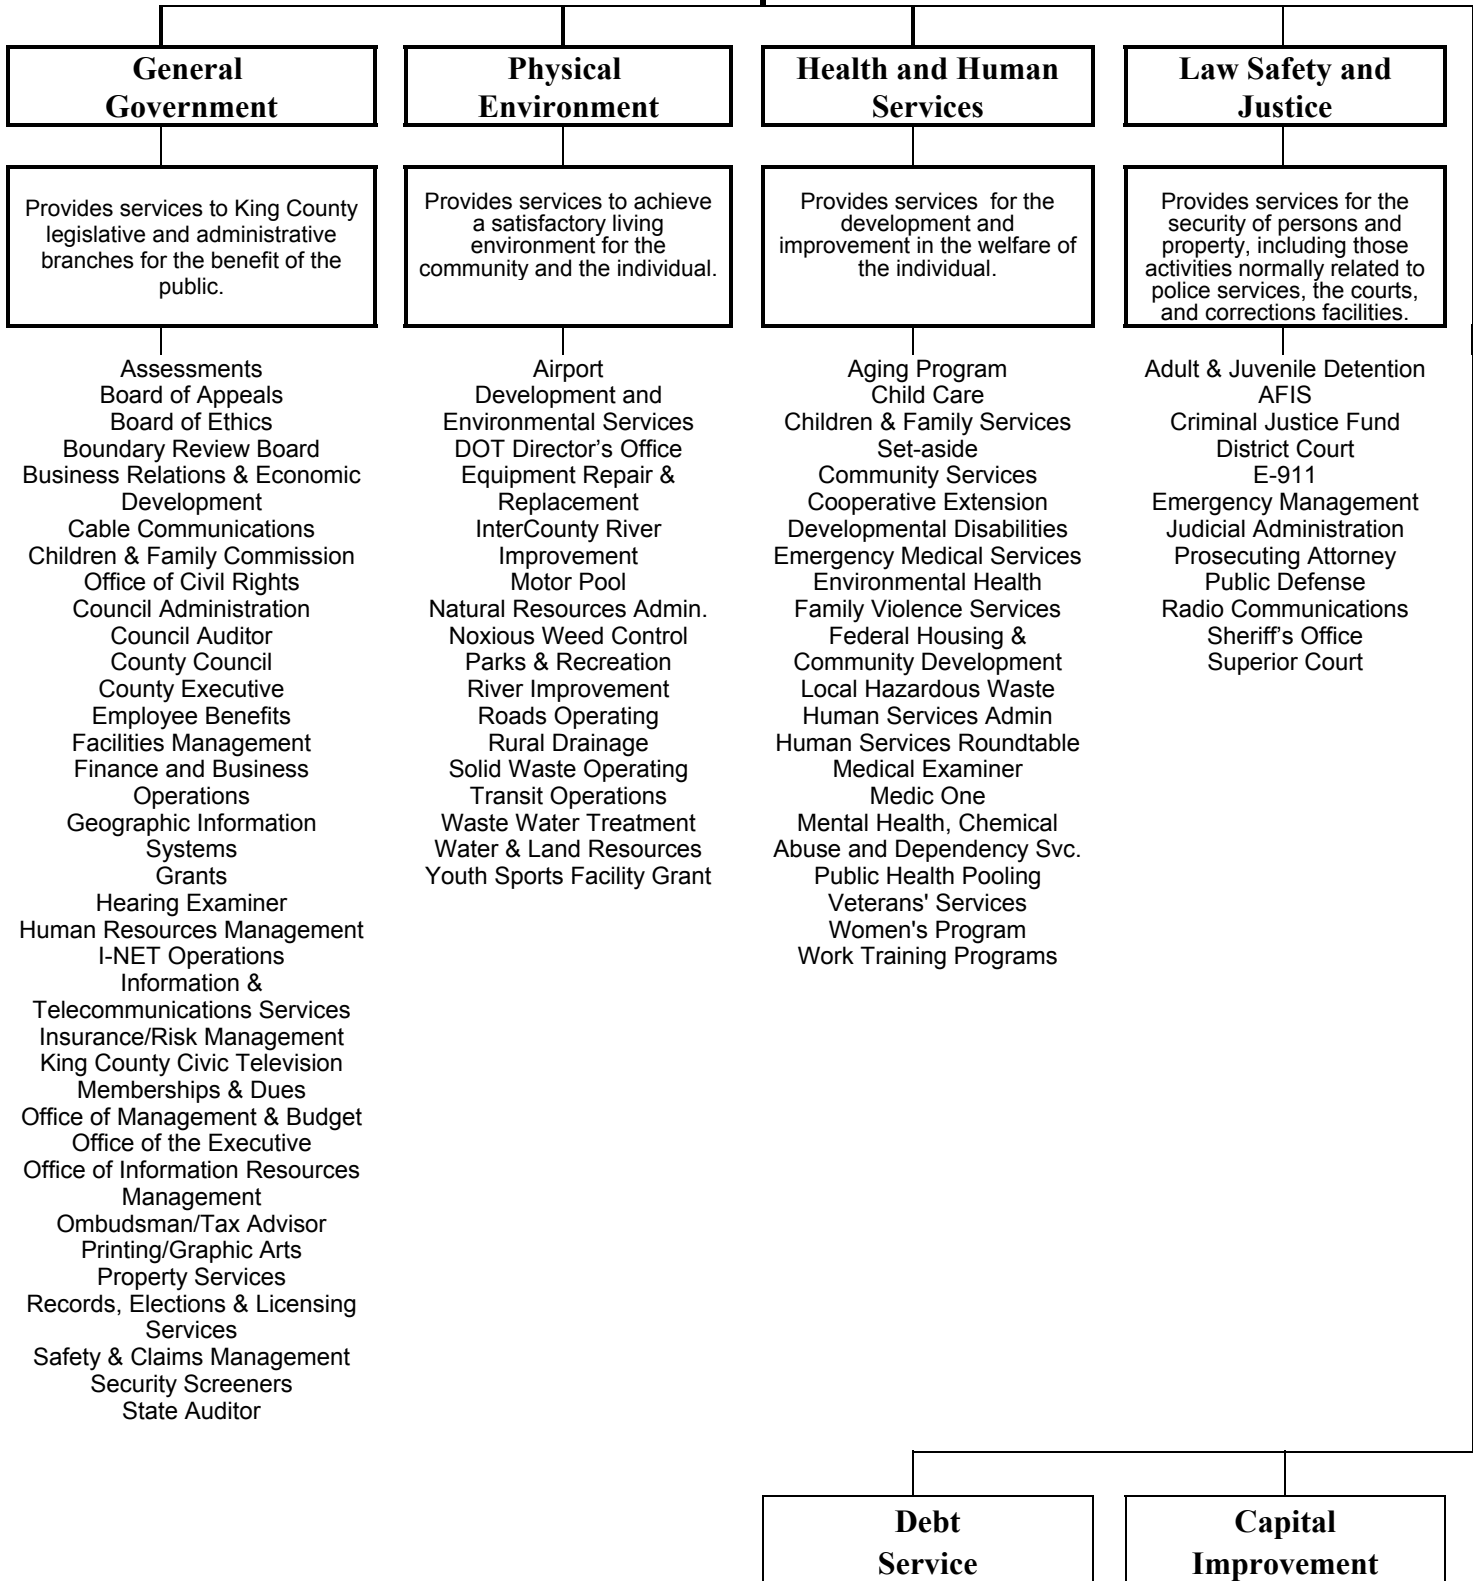 General
Government
Provides services to King County
legislative and administrative
branches for the benefit of the
public.
Assessments
Board of Appeals
Board of Ethics
Boundary Review Board
Business Relations & Economic
Development
Cable Communications
Children & Family Commission
Office of Civil Rights
Council Administration
Council Auditor
County Council
County Executive
Employee Benefits
Facilities Management
Finance and Business
Operations
Geographic Information
Systems
Grants
Hearing Examiner
Human Resources Management
I-NET Operations
Information &
Telecommunications Services
Insurance/Risk Management
King County Civic Television
Memberships & Dues
Office of Management & Budget
Office of the Executive
Office of Information Resources
Management
Ombudsman/Tax Advisor
Printing/Graphic Arts
Property Services
Records, Elections & Licensing
Services
Safety & Claims Management
Security Screeners
State Auditor
Physical
Environment
Provides services to achieve
a satisfactory living
environment for the
community and the individual.
Airport
Development and
Environmental Services
DOT Director’s Office
Equipment Repair &
Replacement
InterCounty River
Improvement
Motor Pool
Natural Resources Admin.
Noxious Weed Control
Parks & Recreation
River Improvement
Roads Operating
Rural Drainage
Solid Waste Operating
Transit Operations
Waste Water Treatment
Water & Land Resources
Youth Sports Facility Grant
Health and Human
Services
Provides services for the
development and
improvement in the welfare of
the individual.
Aging Program
Child Care
Children & Family Services
Set-aside
Community Services
Cooperative Extension
Developmental Disabilities
Emergency Medical Services
Environmental Health
Family Violence Services
Federal Housing &
Community Development
Local Hazardous Waste
Human Services Admin
Human Services Roundtable
Medical Examiner
Medic One
Mental Health, Chemical
Abuse and Dependency Svc.
Public Health Pooling
Veterans' Services
Women's Program
Work Training Programs
Law Safety and
Justice
Provides services for the
security of persons and
property, including those
activities normally related to
police services, the courts,
and corrections facilities.
Adult & Juvenile Detention
AFIS
Criminal Justice Fund
District Court
E-911
Emergency Management
Judicial Administration
Prosecuting Attorney
Public Defense
Radio Communications
Sheriff’s Office
Superior Court
Debt
Service
Capital
Improvement